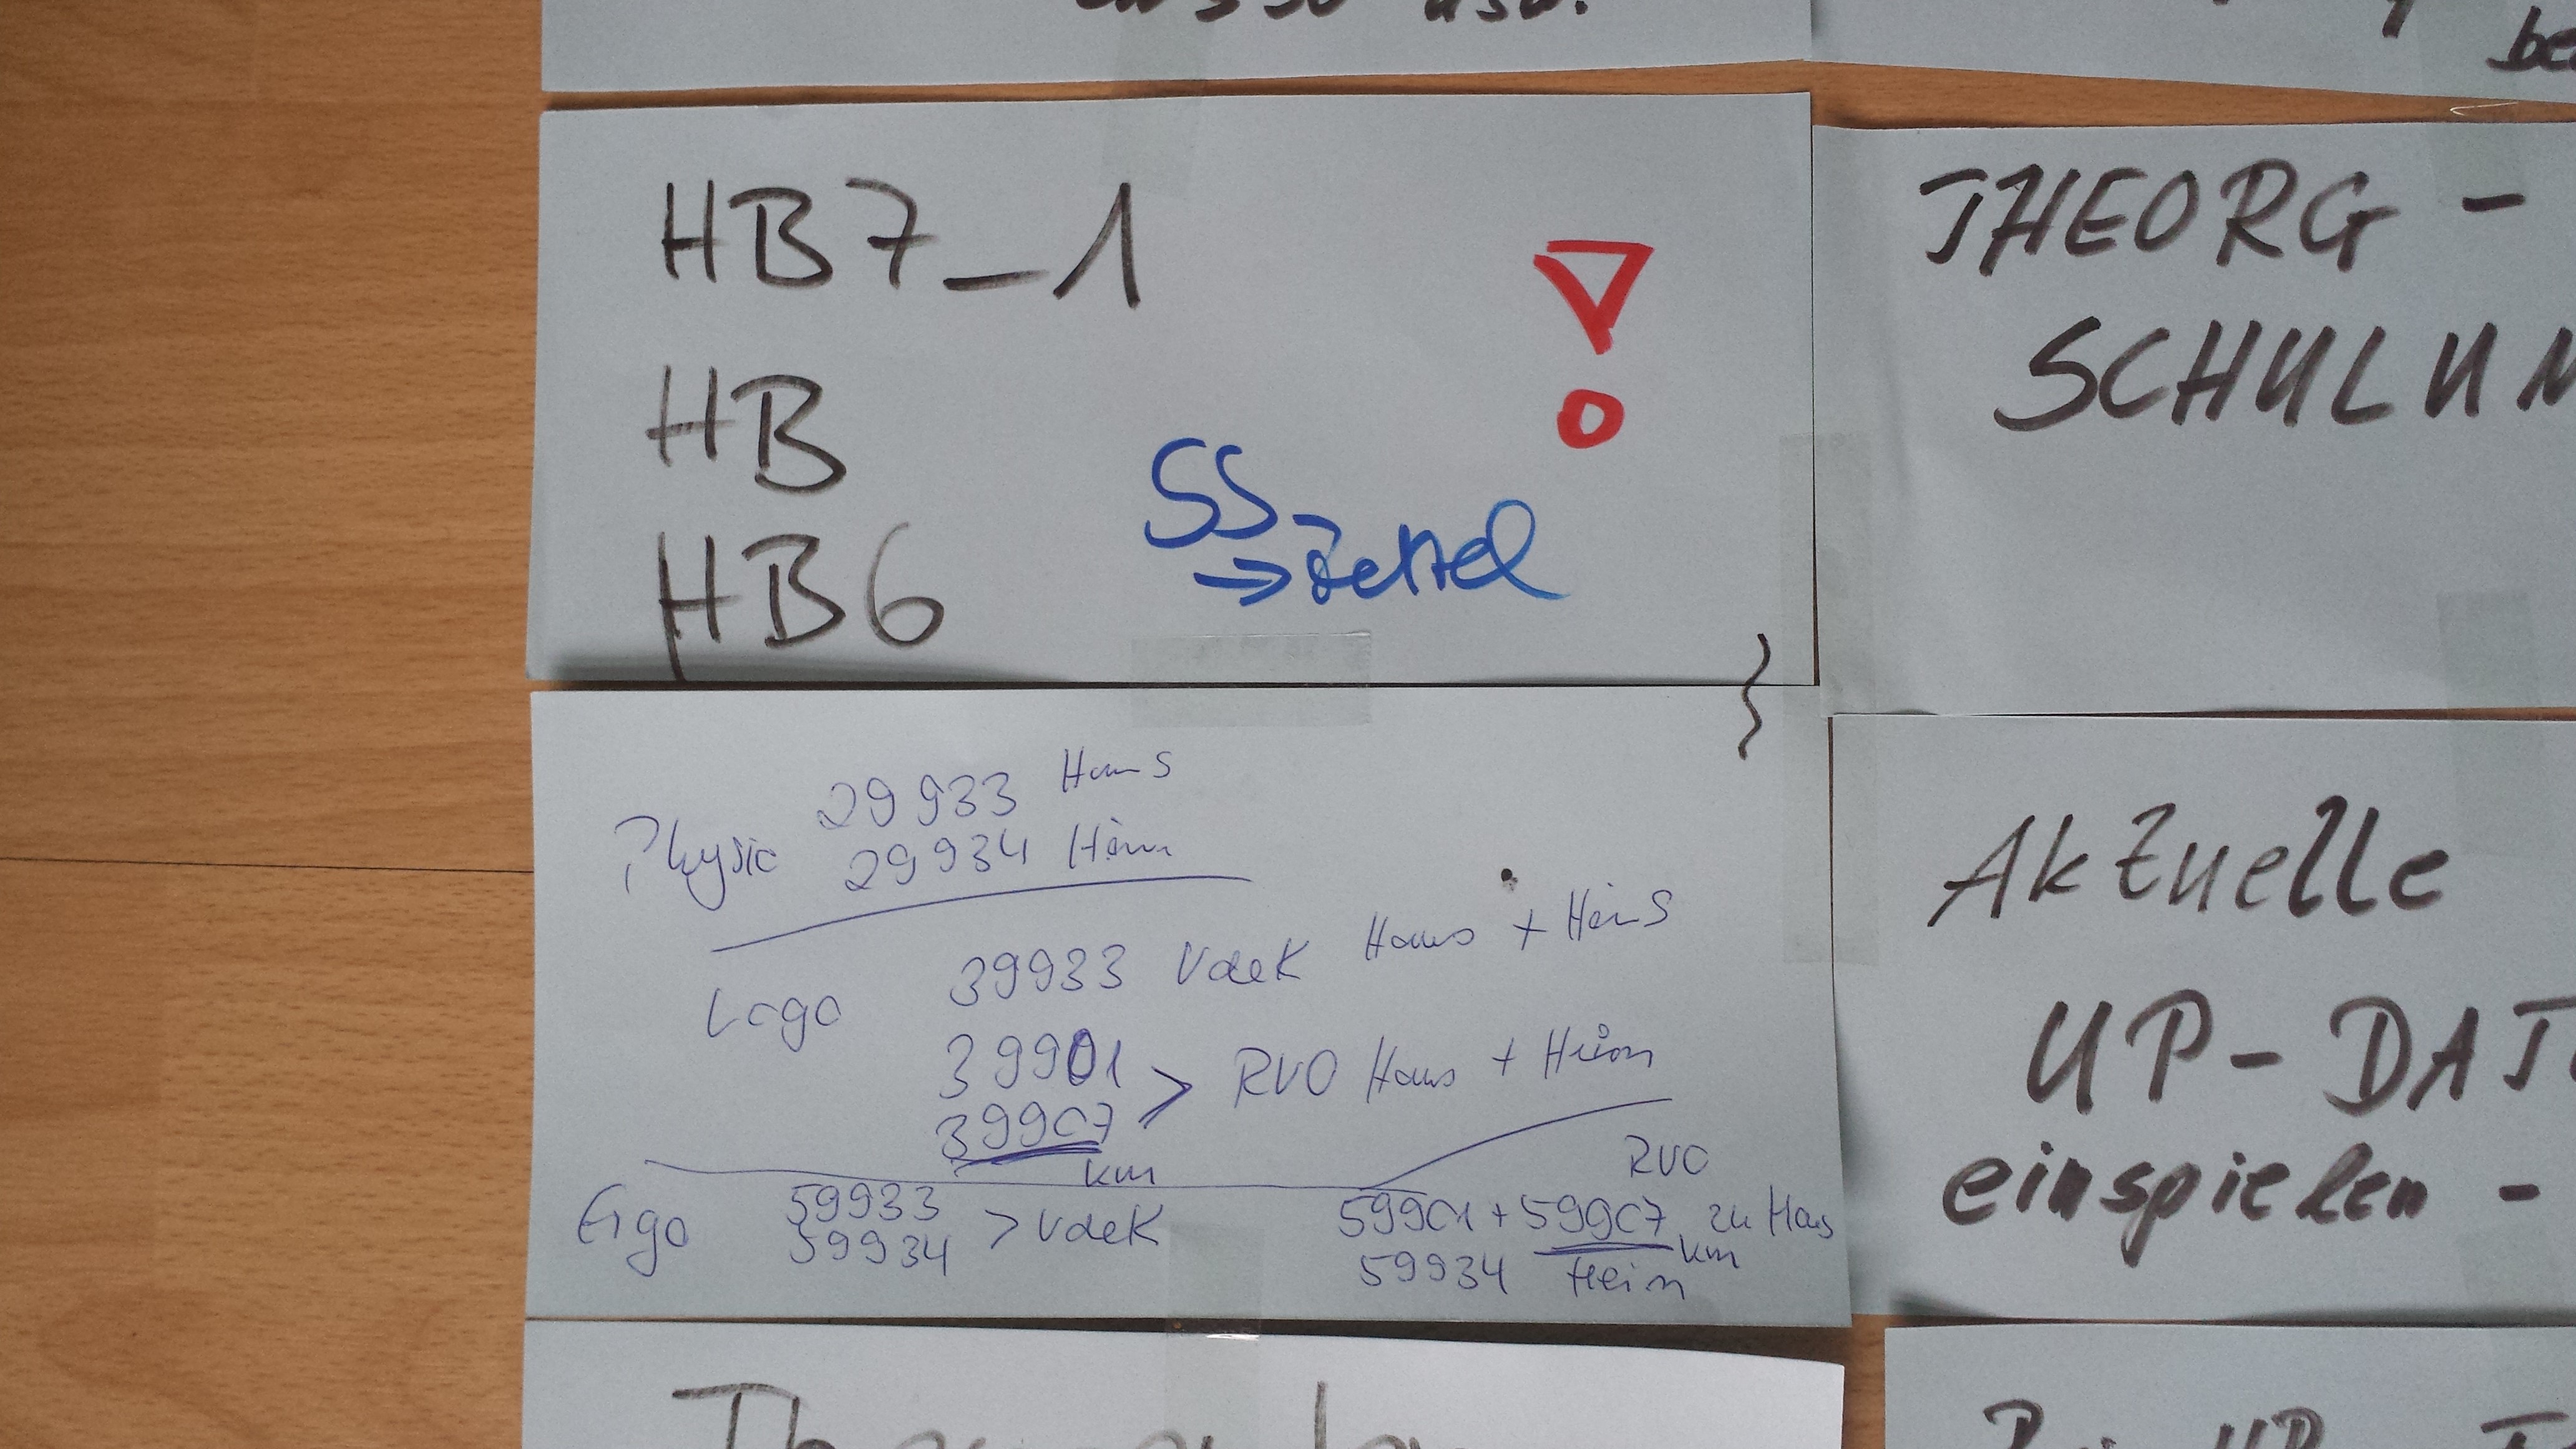 usw.
be
HB7_1
HB
HB6
SS
→ Zettel
THEORG -
SCHULUN
Physio 29933 Haus
29934 Heim
Logo 39933 Vdek Haus + Heim
39901
39907 > RVO Haus + Heim
km
Ergo 59933
59934 > Vdek
RVO
59901 + 59907 zu Haus
km
59934 Heim
Aktuelle
UP-DAT
einspielen -